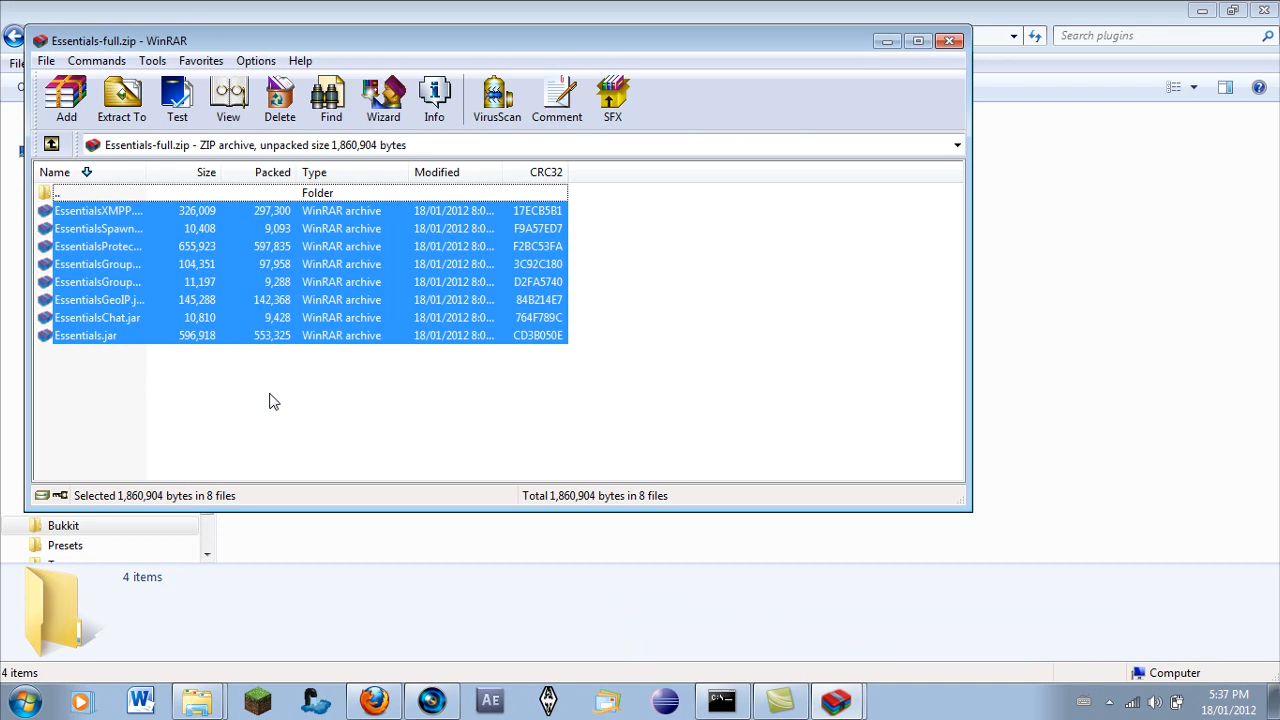 Essentials-full.zip - WinRAR
Search plugins
File Commands Tools Favorites Options Help
Add Extract To Test View Delete Find Wizard Info VirusScan Comment SFX
Essentials-full.zip - ZIP archive, unpacked size 1,860,904 bytes
Name Size Packed Type Modified CRC32
.. Folder
EssentialsXMPP.... 326,009 297,300 WinRAR archive 18/01/2012 8:0... 17ECB5B1
EssentialsSpawn... 10,408 9,093 WinRAR archive 18/01/2012 8:0... F9A57ED7
EssentialsProtec... 655,923 597,835 WinRAR archive 18/01/2012 8:0... F2BC53FA
EssentialsGroup... 104,351 97,958 WinRAR archive 18/01/2012 8:0... 3C92C180
EssentialsGroup... 11,197 9,288 WinRAR archive 18/01/2012 8:0... D2FA5740
EssentialsGeoIP.j... 145,288 142,368 WinRAR archive 18/01/2012 8:0... 84B214E7
EssentialsChat.jar 10,810 9,428 WinRAR archive 18/01/2012 8:0... 764F789C
Essentials.jar 596,918 553,325 WinRAR archive 18/01/2012 8:0... CD3B050E
Selected 1,860,904 bytes in 8 files
Total 1,860,904 bytes in 8 files
Bukkit
Presets
4 items
4 items
Computer
W
Ae
C:\
5:37 PM
18/01/2012